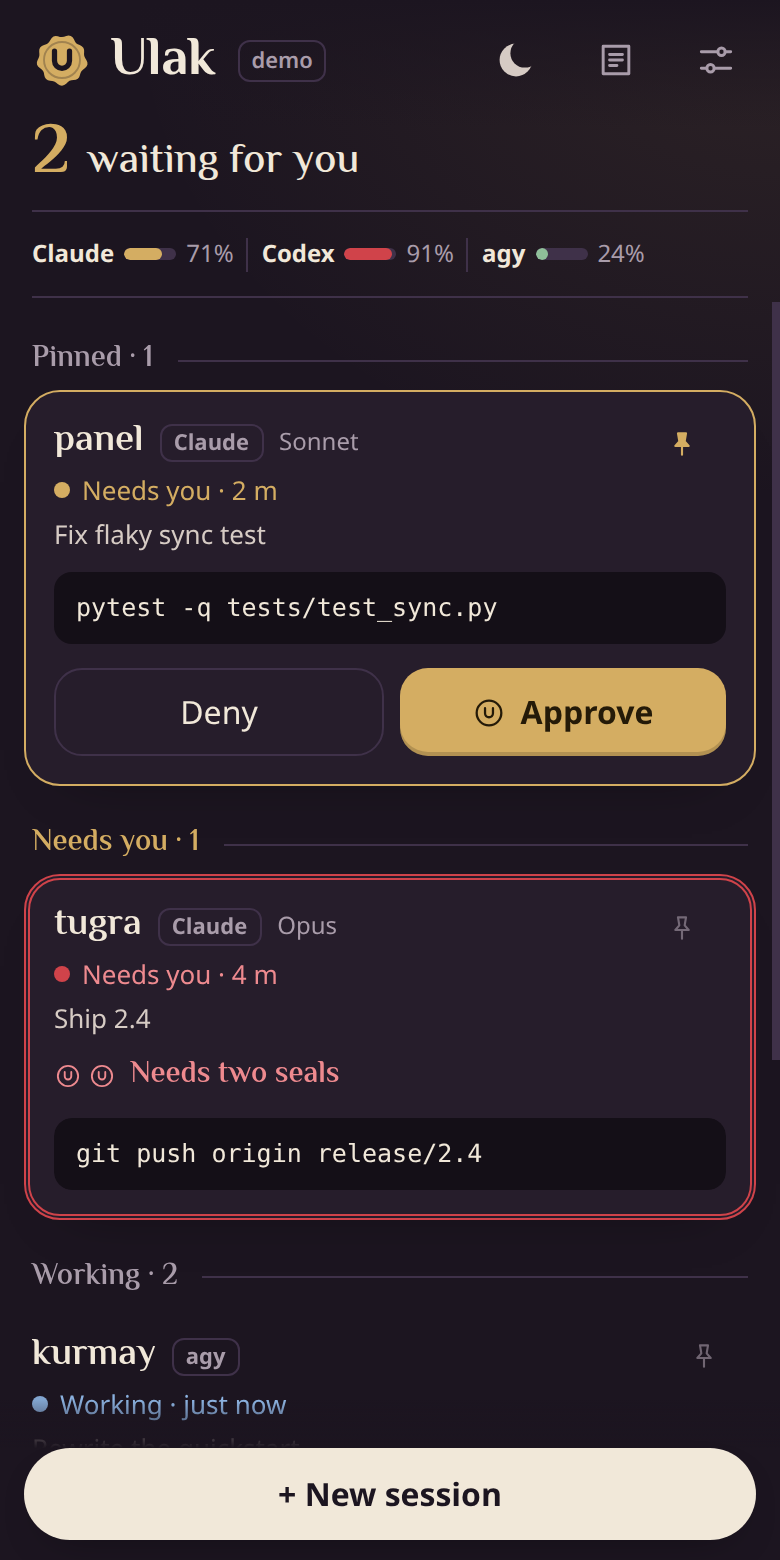 Ulak demo
2 waiting for you
Claude 71% Codex 91% agy 24%
Pinned · 1
panel Claude Sonnet
Needs you · 2 m
Fix flaky sync test
pytest -q tests/test_sync.py
Deny Approve
Needs you · 1
tugra Claude Opus
Needs you · 4 m
Ship 2.4
Needs two seals
git push origin release/2.4
Working · 2
kurmay agy
Working · just now
Rewrite the quickstart
+ New session